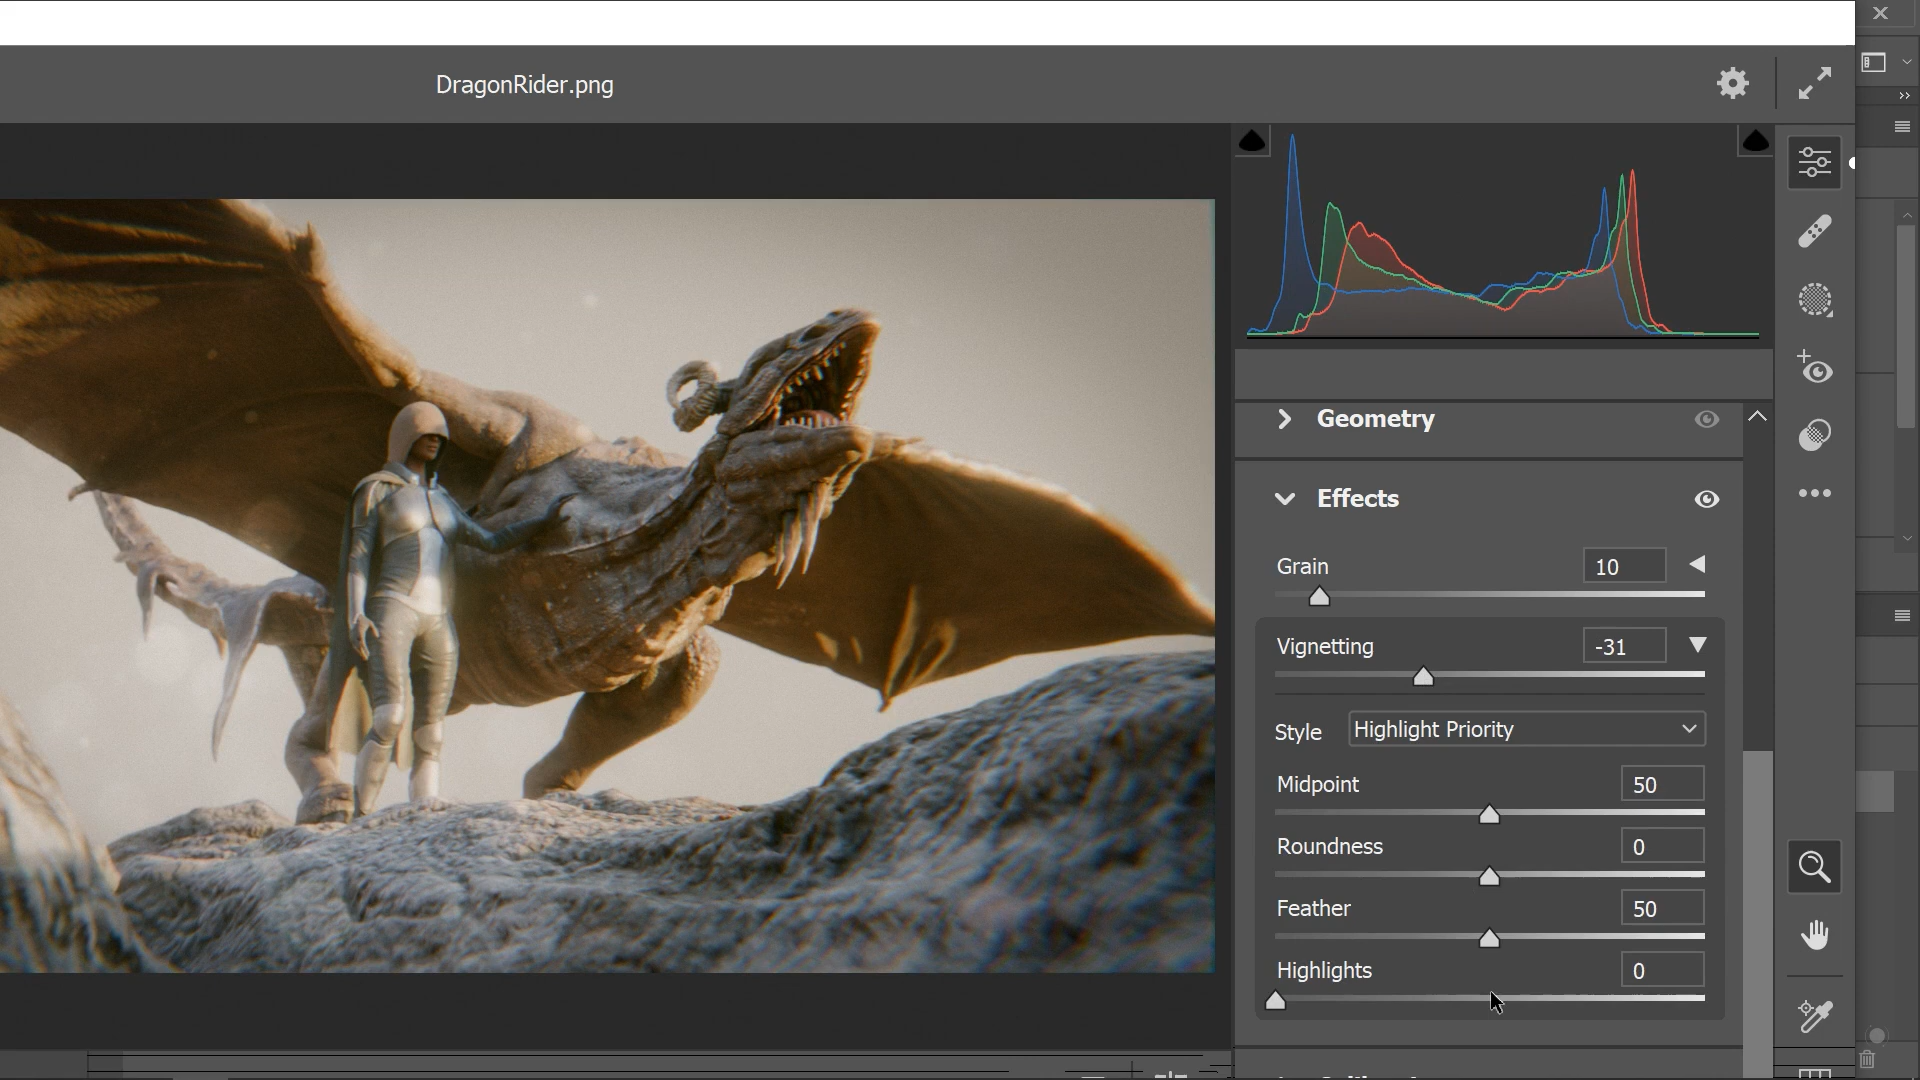 DragonRider.png
Geometry
Effects
Grain 10
Vignetting -31
Style Highlight Priority
Midpoint 50
Roundness 0
Feather 50
Highlights 0